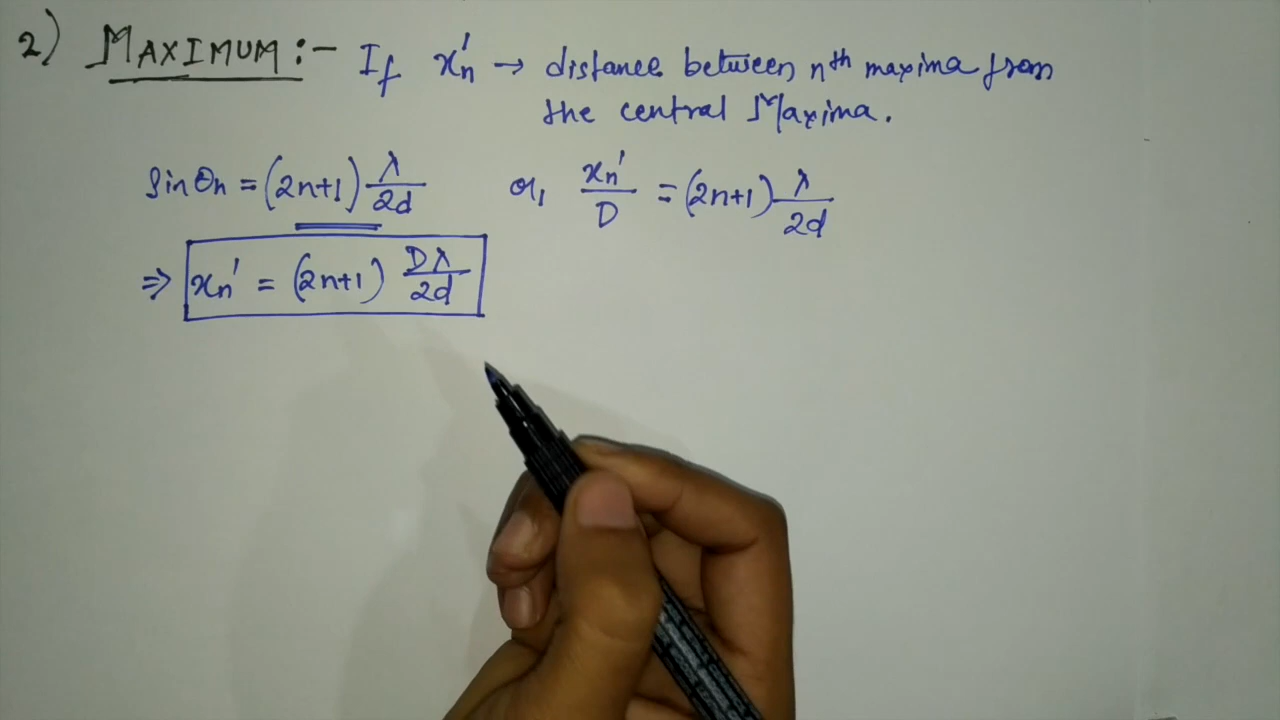 2) MAXIMUM :- If xₙ' → distance between nth maxima from
the central Maxima.
Sin θₙ = (2n+1) λ/2d or, xₙ'/D = (2n+1) λ/2d
⇒ xₙ' = (2n+1) Dλ/2d